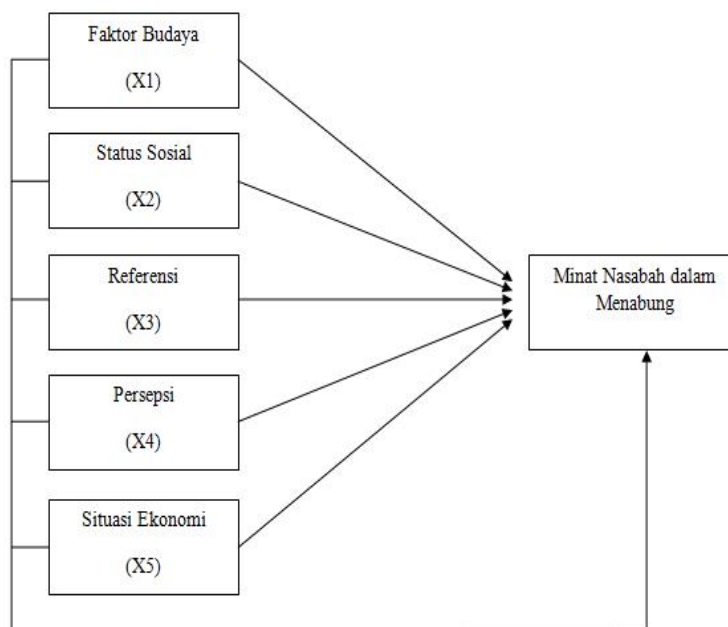 Faktor Budaya
(X1)
Status Sosial
(X2)
Referensi
(X3)
Persepsi
(X4)
Situasi Ekonomi
(X5)
Minat Nasabah dalam
Menabung